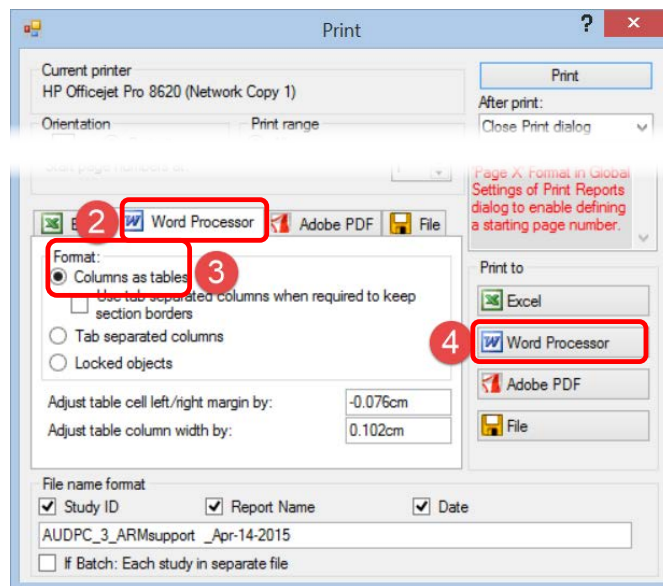 Print
?
×
Current printer
HP Officejet Pro 8620 (Network Copy 1)
Print
After print:
Close Print dialog
Orientation
Print range
Page X' Format in Global
Settings of Print Reports
dialog to enable defining
a starting page number.
2
Word Processor
Adobe PDF
File
Format:
Columns as tables
3
Use tab separated columns when required to keep
section borders
Tab separated columns
Locked objects
Adjust table cell left/right margin by:
-0.076cm
Adjust table column width by:
0.102cm
Print to
Excel
4
Word Processor
Adobe PDF
File
File name format
Study ID
Report Name
Date
AUDPC_3_ARMsupport _Apr-14-2015
If Batch: Each study in separate file